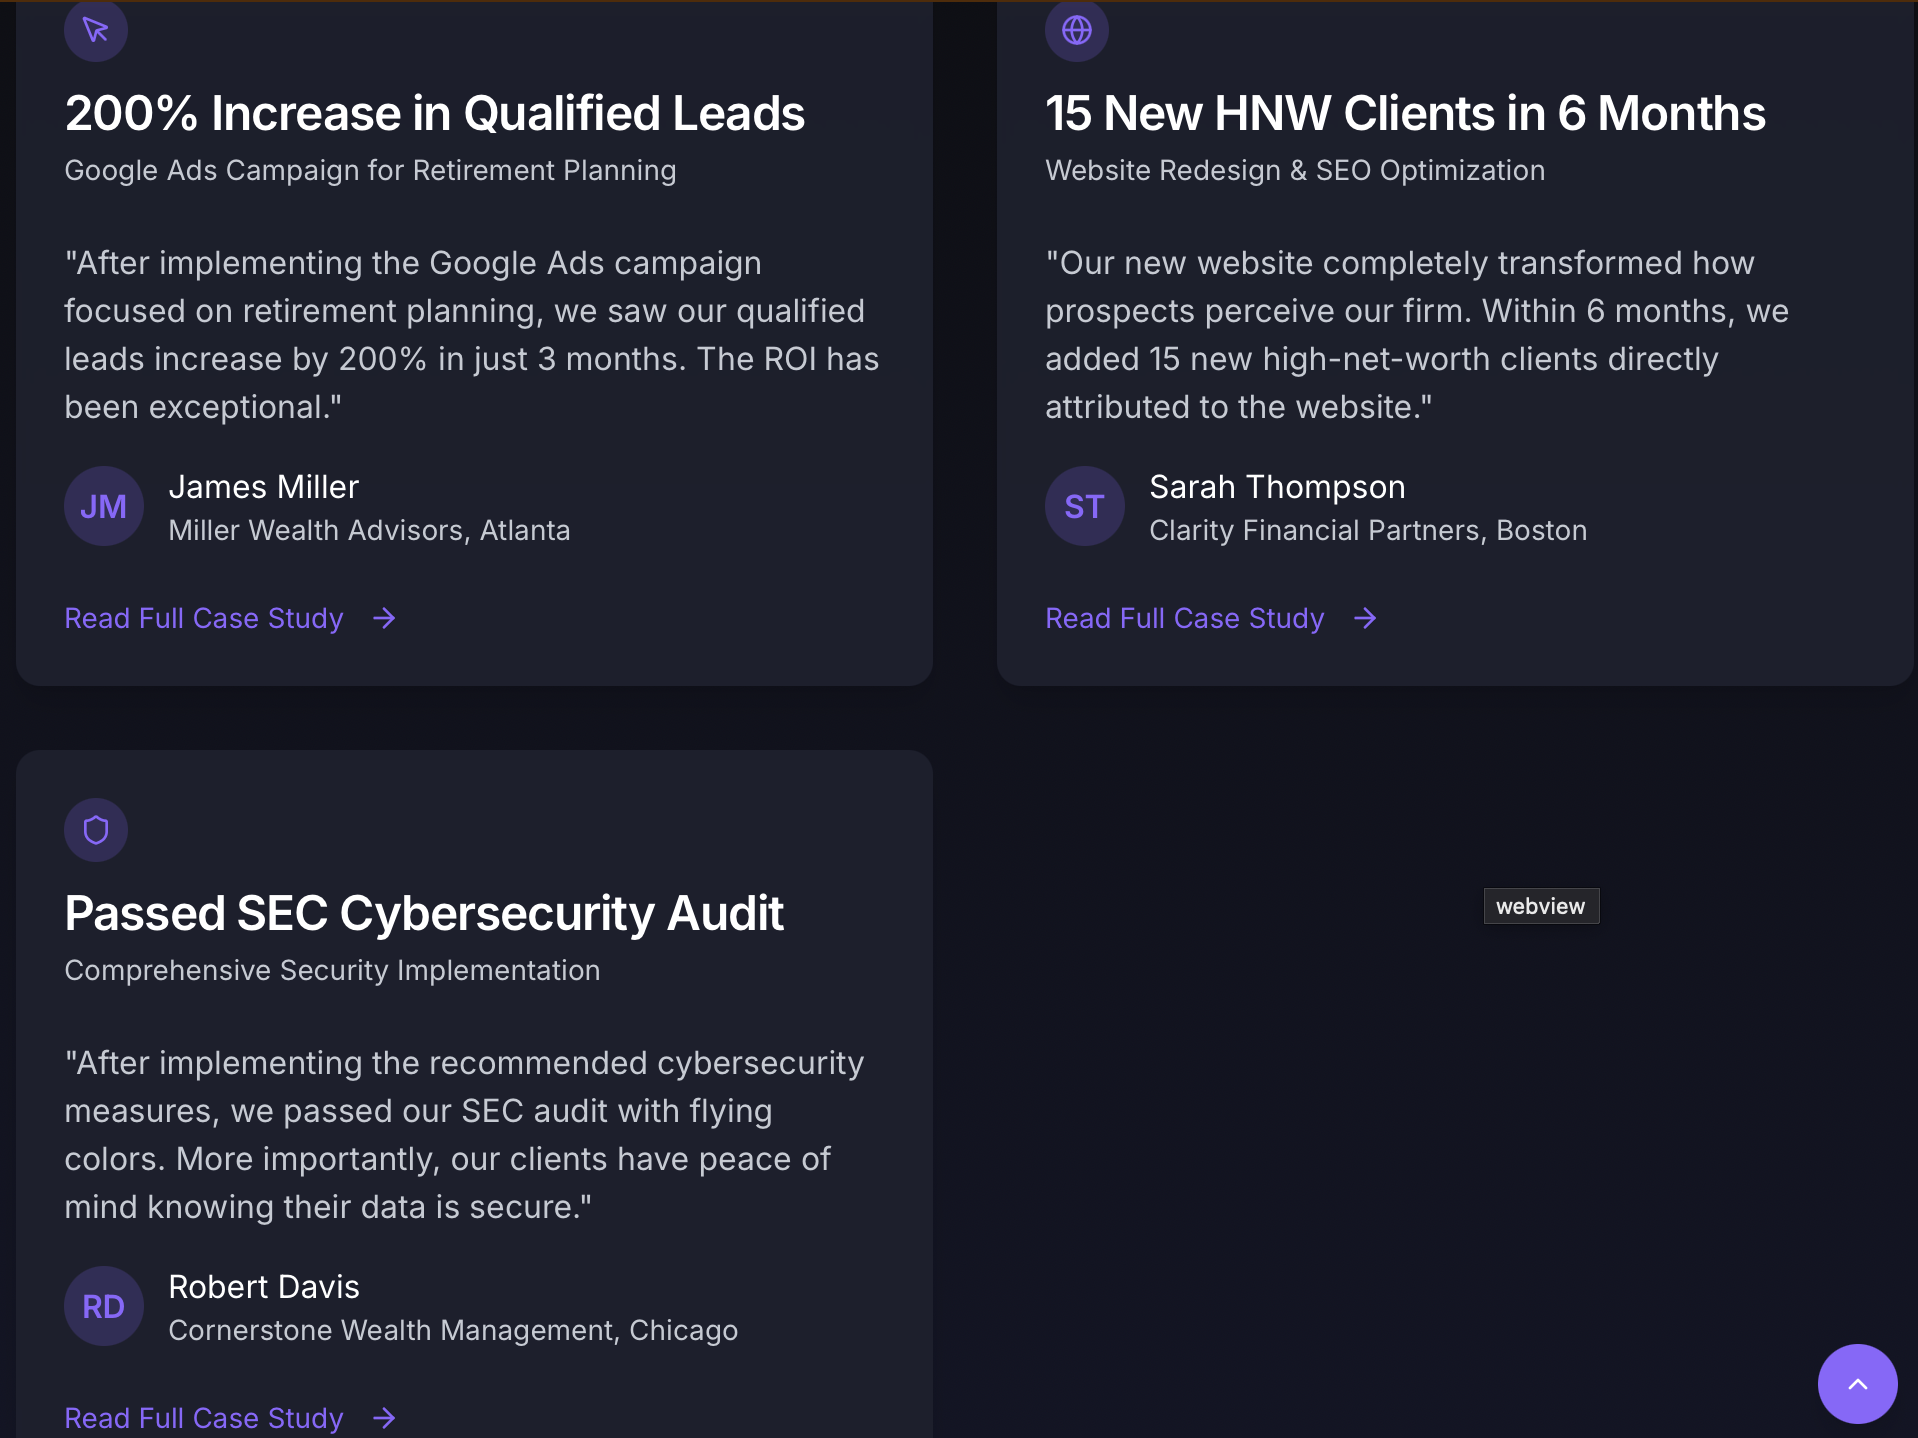 200% Increase in Qualified Leads
Google Ads Campaign for Retirement Planning
"After implementing the Google Ads campaign
focused on retirement planning, we saw our qualified
leads increase by 200% in just 3 months. The ROI has
been exceptional."
JM
James Miller
Miller Wealth Advisors, Atlanta
Read Full Case Study
15 New HNW Clients in 6 Months
Website Redesign & SEO Optimization
"Our new website completely transformed how
prospects perceive our firm. Within 6 months, we
added 15 new high-net-worth clients directly
attributed to the website."
ST
Sarah Thompson
Clarity Financial Partners, Boston
Read Full Case Study
Passed SEC Cybersecurity Audit
Comprehensive Security Implementation
"After implementing the recommended cybersecurity
measures, we passed our SEC audit with flying
colors. More importantly, our clients have peace of
mind knowing their data is secure."
RD
Robert Davis
Cornerstone Wealth Management, Chicago
Read Full Case Study
webview